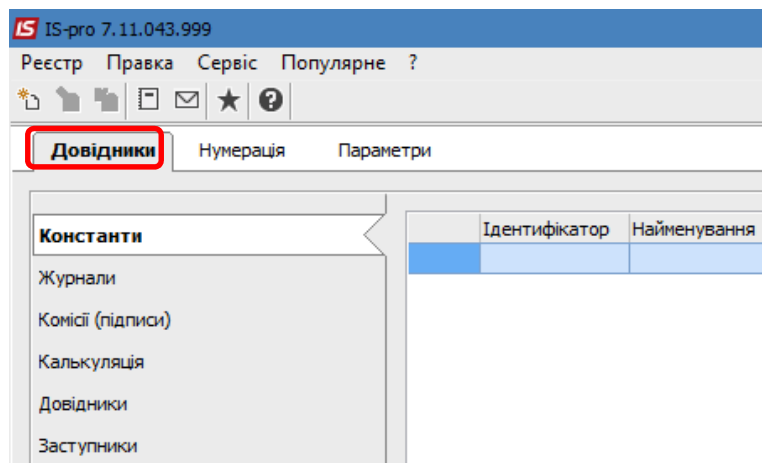 IS-pro 7.11.043.999
Реєстр Правка Сервіс Популярне ?
Довідники Нумерація Параметри
Константи
Ідентифікатор Найменування
Журнали
Комісії (підписи)
Калькуляція
Довідники
Заступники